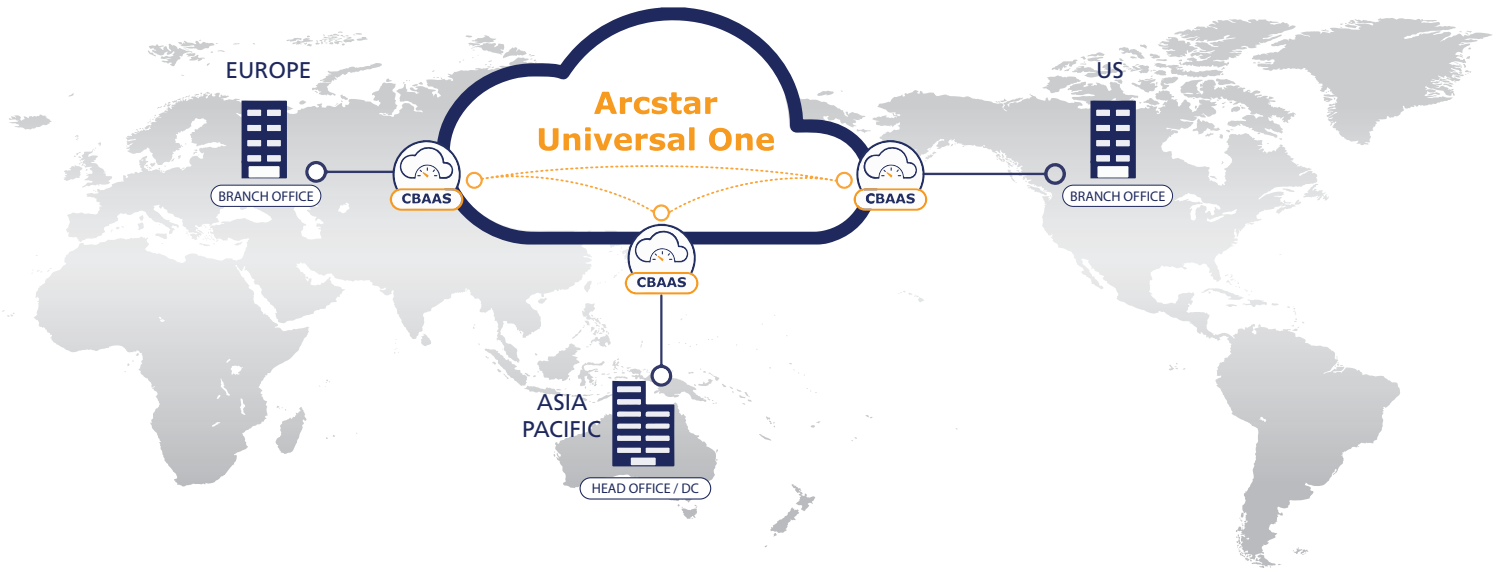 EUROPE
US
Arcstar
Universal One
BRANCH OFFICE
CBAAS
CBAAS
BRANCH OFFICE
CBAAS
ASIA
PACIFIC
HEAD OFFICE / DC